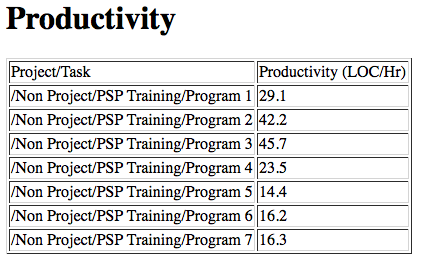 Productivity
Project/Task Productivity (LOC/Hr)
/Non Project/PSP Training/Program 1 29.1
/Non Project/PSP Training/Program 2 42.2
/Non Project/PSP Training/Program 3 45.7
/Non Project/PSP Training/Program 4 23.5
/Non Project/PSP Training/Program 5 14.4
/Non Project/PSP Training/Program 6 16.2
/Non Project/PSP Training/Program 7 16.3